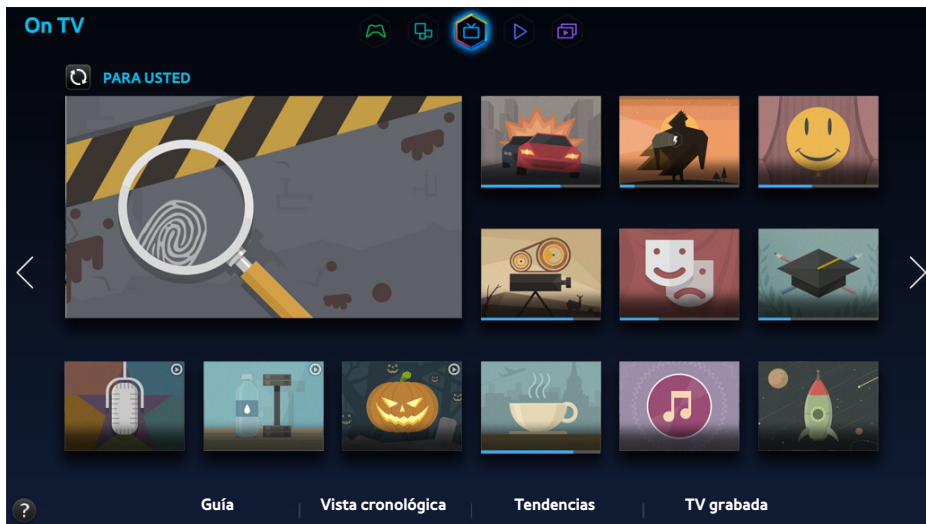 On TV
PARA USTED
Guía
Vista cronológica
Tendencias
TV grabada
?